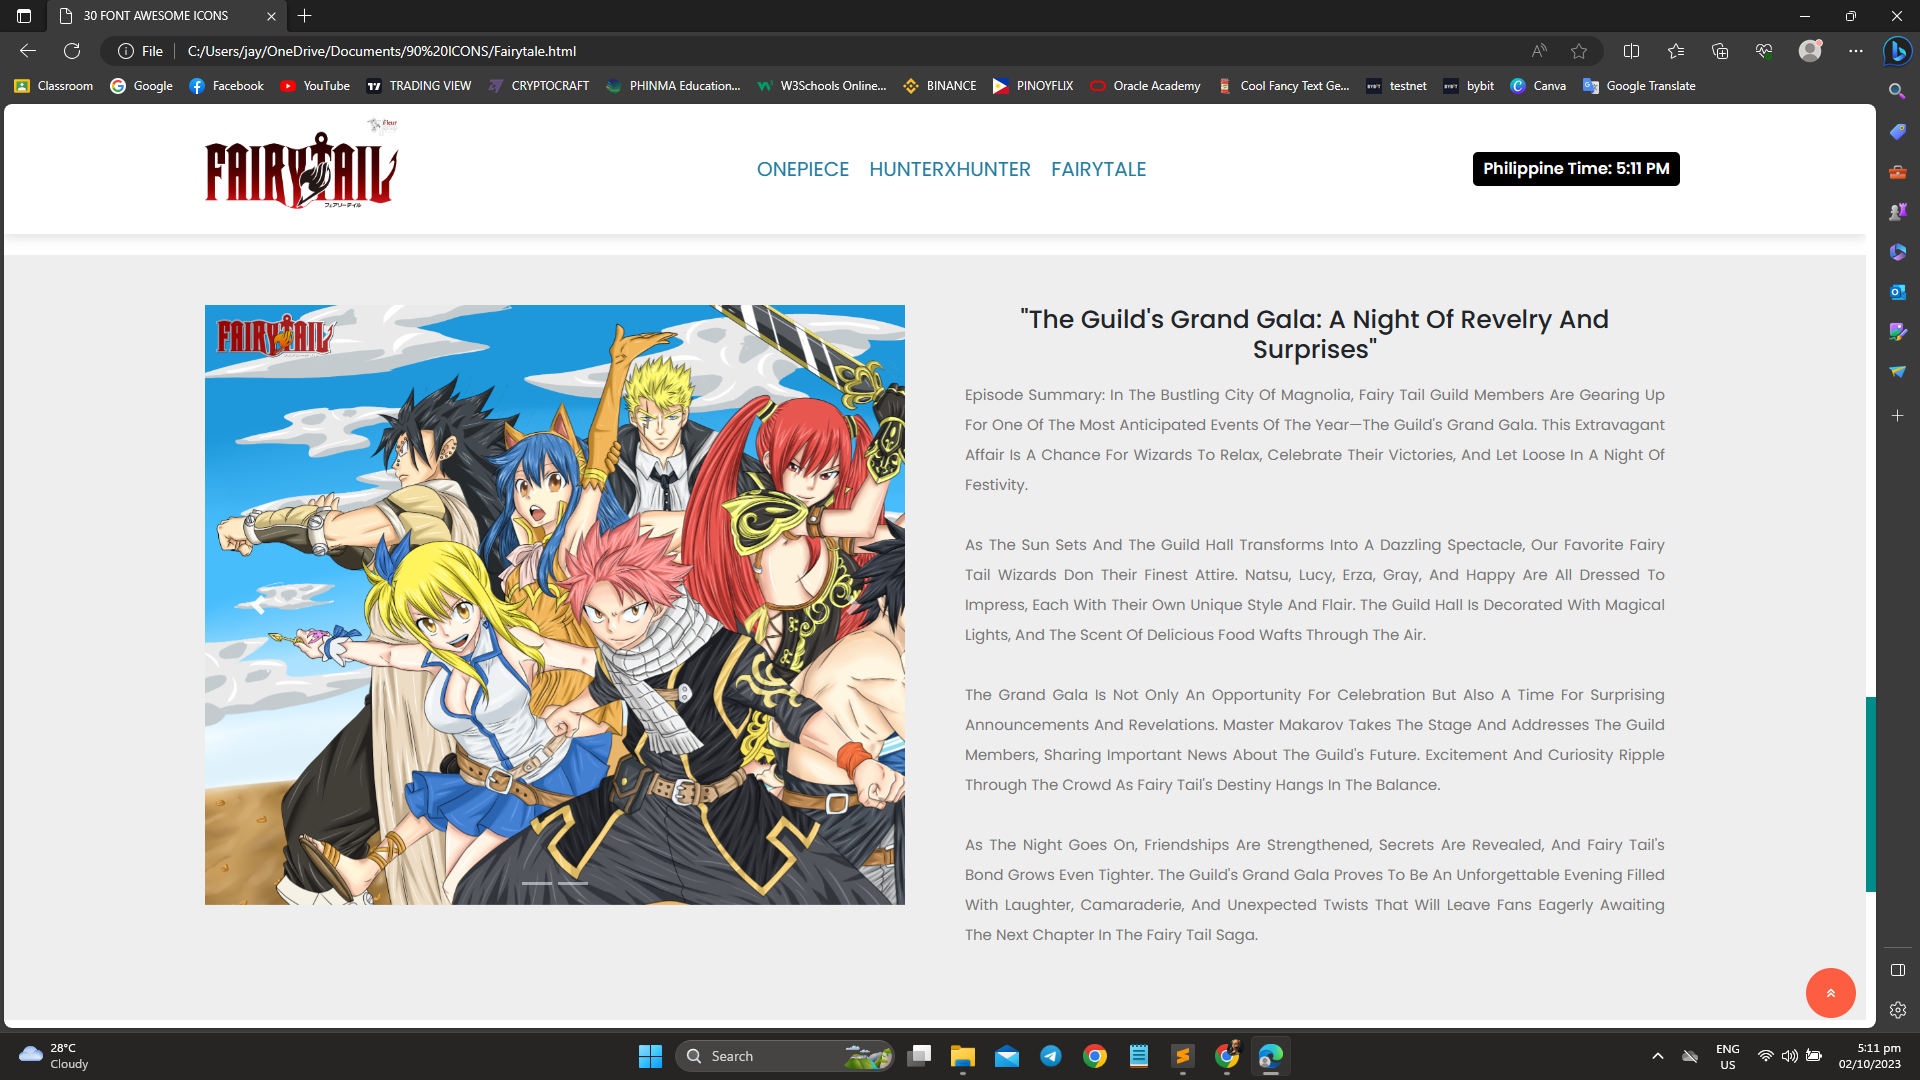 30 FONT AWESOME ICONS
File
C:/Users/jay/OneDrive/Documents/90%20ICONS/Fairytale.html
Classroom
Google
Facebook
YouTube
TRADING VIEW
CRYPTOCRAFT
PHINMA Education...
W3Schools Online...
BINANCE
PINOYFLIX
Oracle Academy
Cool Fancy Text Ge...
testnet
bybit
Canva
Google Translate
Fleur
FAIRY TAIL
フェアリーテイル
ONEPIECE
HUNTERXHUNTER
FAIRYTALE
Philippine Time: 5:11 PM
FAIRY TAIL
"The Guild's Grand Gala: A Night Of Revelry And
Surprises"
Episode Summary: In The Bustling City Of Magnolia, Fairy Tail Guild Members Are Gearing Up
For One Of The Most Anticipated Events Of The Year—The Guild's Grand Gala. This Extravagant
Affair Is A Chance For Wizards To Relax, Celebrate Their Victories, And Let Loose In A Night Of
Festivity.
As The Sun Sets And The Guild Hall Transforms Into A Dazzling Spectacle, Our Favorite Fairy
Tail Wizards Don Their Finest Attire. Natsu, Lucy, Erza, Gray, And Happy Are All Dressed To
Impress, Each With Their Own Unique Style And Flair. The Guild Hall Is Decorated With Magical
Lights, And The Scent Of Delicious Food Wafts Through The Air.
The Grand Gala Is Not Only An Opportunity For Celebration But Also A Time For Surprising
Announcements And Revelations. Master Makarov Takes The Stage And Addresses The Guild
Members, Sharing Important News About The Guild's Future. Excitement And Curiosity Ripple
Through The Crowd As Fairy Tail's Destiny Hangs In The Balance.
As The Night Goes On, Friendships Are Strengthened, Secrets Are Revealed, And Fairy Tail's
Bond Grows Even Tighter. The Guild's Grand Gala Proves To Be An Unforgettable Evening Filled
With Laughter, Camaraderie, And Unexpected Twists That Will Leave Fans Eagerly Awaiting
The Next Chapter In The Fairy Tail Saga.
28°C
Cloudy
Search
ENG
US
5:11 pm
02/10/2023